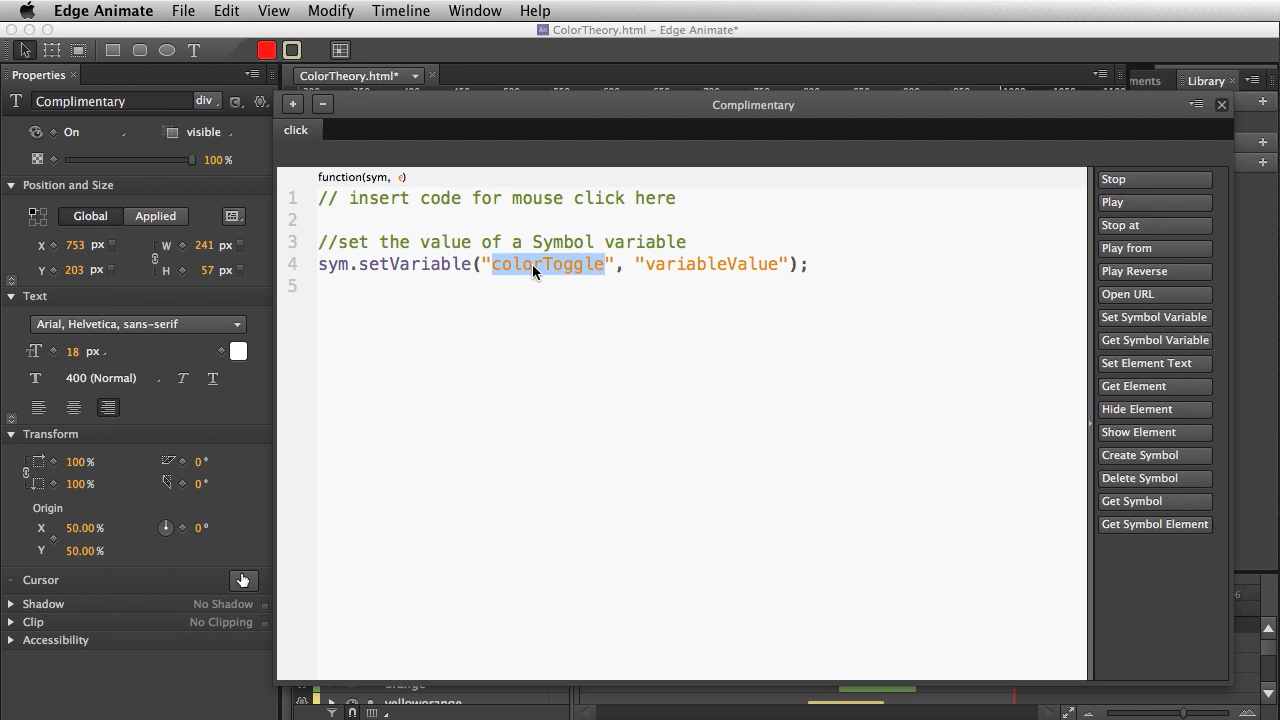 Edge Animate File Edit View Modify Timeline Window Help
An ColorTheory.html – Edge Animate*
T
Properties ×
ColorTheory.html* ×
ments
Library ×
T Complimentary div
On
visible
100 %
Position and Size
Global Applied
X 753 px W 241 px
Y 203 px H 57 px
Text
Arial, Helvetica, sans-serif
18 px
400 (Normal)
Transform
100 % 0 °
100 % 0 °
Origin
X 50.00 % 0 °
Y 50.00 %
Cursor
Shadow No Shadow
Clip No Clipping
Accessibility
+ – Complimentary
click
function(sym, e)
1 // insert code for mouse click here
2
3 //set the value of a Symbol variable
4 sym.setVariable("colorToggle", "variableValue");
5
Stop
Play
Stop at
Play from
Play Reverse
Open URL
Set Symbol Variable
Get Symbol Variable
Set Element Text
Get Element
Hide Element
Show Element
Create Symbol
Delete Symbol
Get Symbol
Get Symbol Element
orange
yelloworange